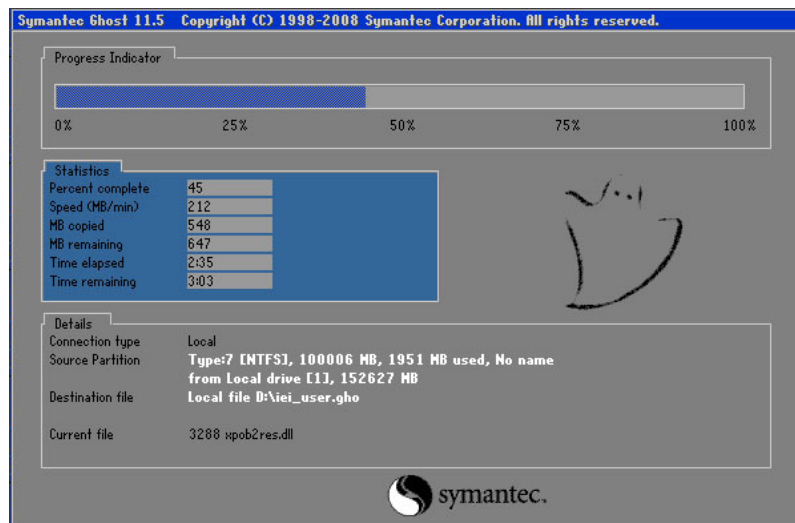 Symantec Ghost 11.5 Copyright (C) 1998-2008 Symantec Corporation. All rights reserved.
Progress Indicator
0% 25% 50% 75% 100%
Statistics
Percent complete 45
Speed (MB/min) 212
MB copied 548
MB remaining 647
Time elapsed 2:35
Time remaining 3:03
Details
Connection type Local
Source Partition Type:7 [NTFS], 100006 MB, 1951 MB used, No name
from Local drive [1], 152627 MB
Destination file Local file D:\iei_user.gho
Current file 3288 xpob2res.dll
symantec.